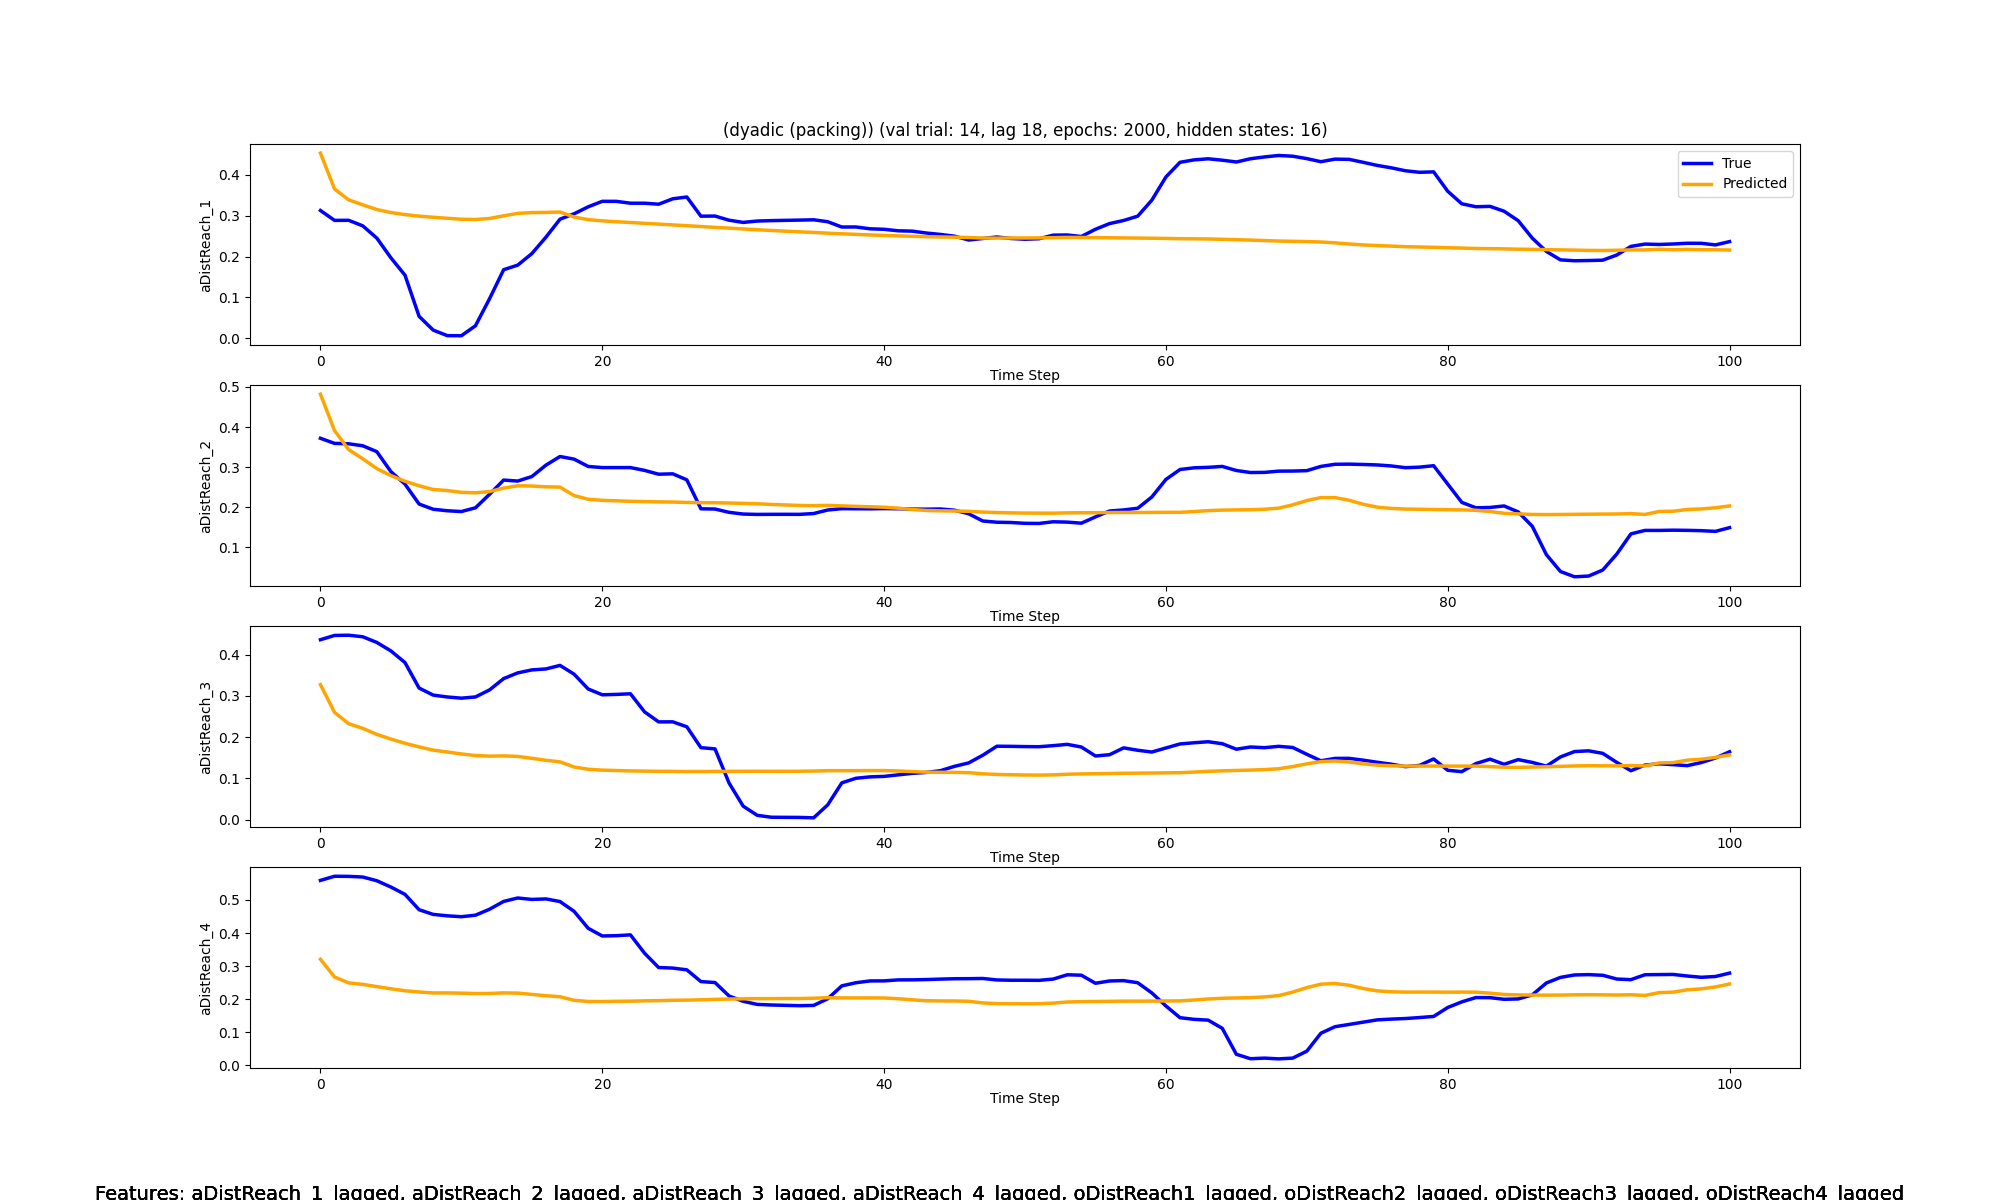 (dyadic (packing)) (val trial: 14, lag 18, epochs: 2000, hidden states: 16)
True
Predicted
aDistReach_1
0.4
0.3
0.2
0.1
0.0
0 20 40 60 80 100
Time Step
aDistReach_2
0.5
0.4
0.3
0.2
0.1
0 20 40 60 80 100
Time Step
aDistReach_3
0.4
0.3
0.2
0.1
0.0
0 20 40 60 80 100
Time Step
aDistReach_4
0.5
0.4
0.3
0.2
0.1
0.0
0 20 40 60 80 100
Time Step
Features: aDistReach_1_lagged, aDistReach_2_lagged, aDistReach_3_lagged, aDistReach_4_lagged, oDistReach1_lagged, oDistReach2_lagged, oDistReach3_lagged, oDistReach4_lagged